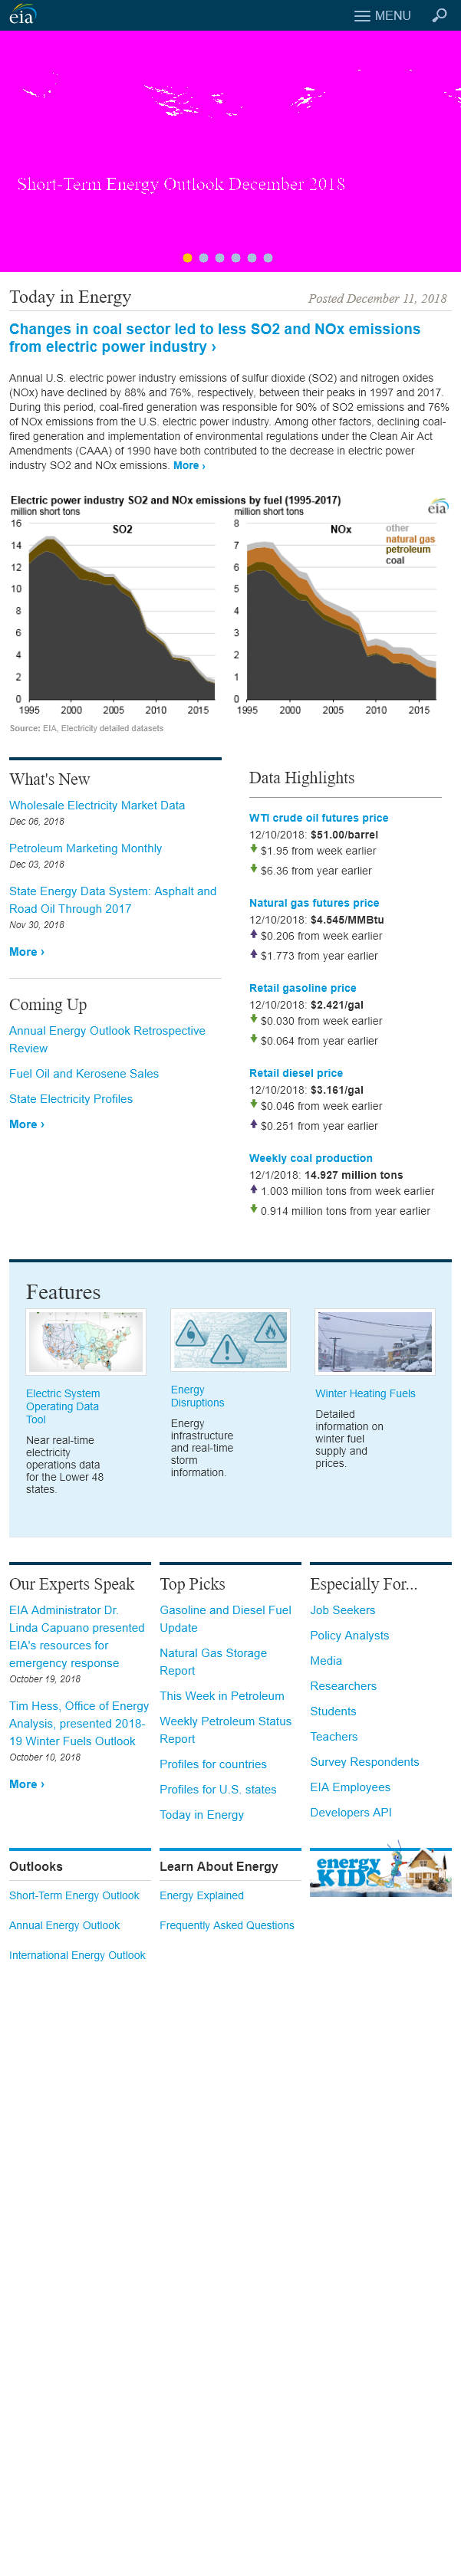 eia
MENU
Short-Term Energy Outlook December 2018
Today in Energy
Posted December 11, 2018
Changes in coal sector led to less SO2 and NOx emissions
from electric power industry ›
Annual U.S. electric power industry emissions of sulfur dioxide (SO2) and nitrogen oxides
(NOx) have declined by 88% and 76%, respectively, between their peaks in 1997 and 2017.
During this period, coal-fired generation was responsible for 90% of SO2 emissions and 76%
of NOx emissions from the U.S. electric power industry. Among other factors, declining coal-
fired generation and implementation of environmental regulations under the Clean Air Act
Amendments (CAAA) of 1990 have both contributed to the decrease in electric power
industry SO2 and NOx emissions. More ›
Electric power industry SO2 and NOx emissions by fuel (1995-2017)
million short tons
million short tons
eia
16
14
12
10
8
6
4
2
0
SO2
1995
2000
2005
2010
2015
8
7
6
5
4
3
2
1
0
NOx
other
natural gas
petroleum
coal
1995
2000
2005
2010
2015
Source: EIA, Electricity detailed datasets
What's New
Wholesale Electricity Market Data
Dec 06, 2018
Petroleum Marketing Monthly
Dec 03, 2018
State Energy Data System: Asphalt and
Road Oil Through 2017
Nov 30, 2018
More ›
Coming Up
Annual Energy Outlook Retrospective
Review
Fuel Oil and Kerosene Sales
State Electricity Profiles
More ›
Data Highlights
WTI crude oil futures price
12/10/2018: $51.00/barrel
$1.95 from week earlier
$6.36 from year earlier
Natural gas futures price
12/10/2018: $4.545/MMBtu
$0.206 from week earlier
$1.773 from year earlier
Retail gasoline price
12/10/2018: $2.421/gal
$0.030 from week earlier
$0.064 from year earlier
Retail diesel price
12/10/2018: $3.161/gal
$0.046 from week earlier
$0.251 from year earlier
Weekly coal production
12/1/2018: 14.927 million tons
1.003 million tons from week earlier
0.914 million tons from year earlier
Features
Electric System
Operating Data
Tool
Near real-time
electricity
operations data
for the Lower 48
states.
Energy
Disruptions
Energy
infrastructure
and real-time
storm
information.
Winter Heating Fuels
Detailed
information on
winter fuel
supply and
prices.
Our Experts Speak
EIA Administrator Dr.
Linda Capuano presented
EIA's resources for
emergency response
October 19, 2018
Tim Hess, Office of Energy
Analysis, presented 2018-
19 Winter Fuels Outlook
October 10, 2018
More ›
Top Picks
Gasoline and Diesel Fuel
Update
Natural Gas Storage
Report
This Week in Petroleum
Weekly Petroleum Status
Report
Profiles for countries
Profiles for U.S. states
Today in Energy
Especially For...
Job Seekers
Policy Analysts
Media
Researchers
Students
Teachers
Survey Respondents
EIA Employees
Developers API
Outlooks
Short-Term Energy Outlook
Annual Energy Outlook
International Energy Outlook
Learn About Energy
Energy Explained
Frequently Asked Questions
energy
KIDS